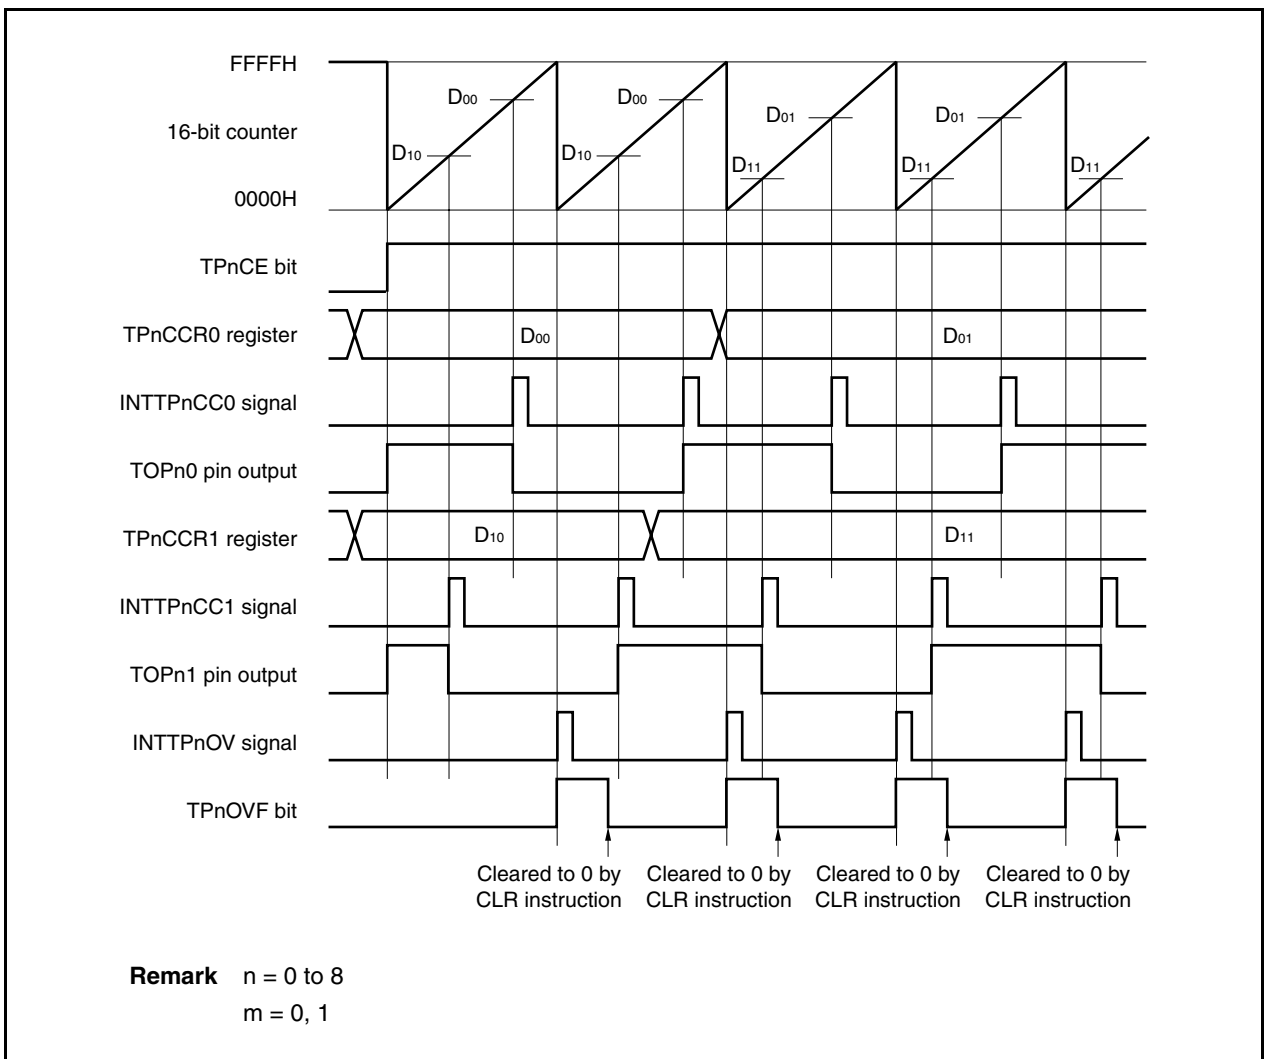 FFFFH
16-bit counter
0000H
D00
D10
D00
D10
D01
D11
D01
D11
D11
TPnCE bit
TPnCCR0 register
D00
D01
INTTPnCC0 signal
TOPn0 pin output
TPnCCR1 register
D10
D11
INTTPnCC1 signal
TOPn1 pin output
INTTPnOV signal
TPnOVF bit
Cleared to 0 by
CLR instruction
Cleared to 0 by
CLR instruction
Cleared to 0 by
CLR instruction
Cleared to 0 by
CLR instruction
Remark n = 0 to 8
m = 0, 1